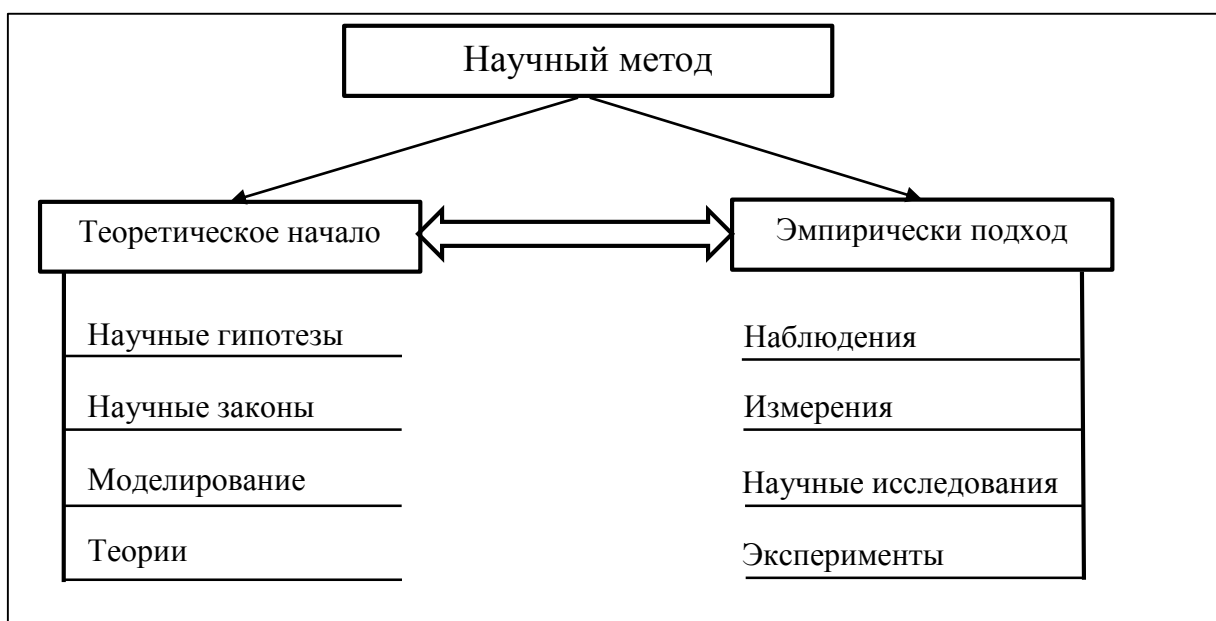 Научный метод
Теоретическое начало
Эмпирически подход
Научные гипотезы
Научные законы
Моделирование
Теории
Наблюдения
Измерения
Научные исследования
Эксперименты